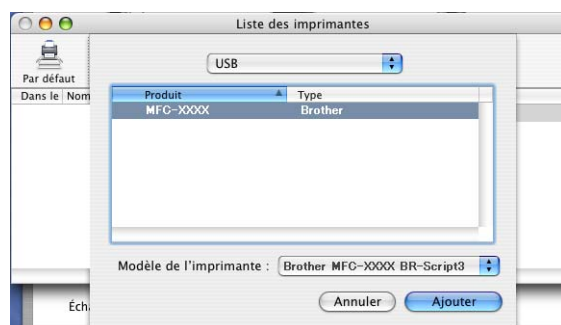 Liste des imprimantes
USB
Par défaut
Dans le Nom
Produit Type
MFC-XXXX Brother
Modèle de l'imprimante : Brother MFC-XXXX BR-Script3
Éch
Annuler Ajouter